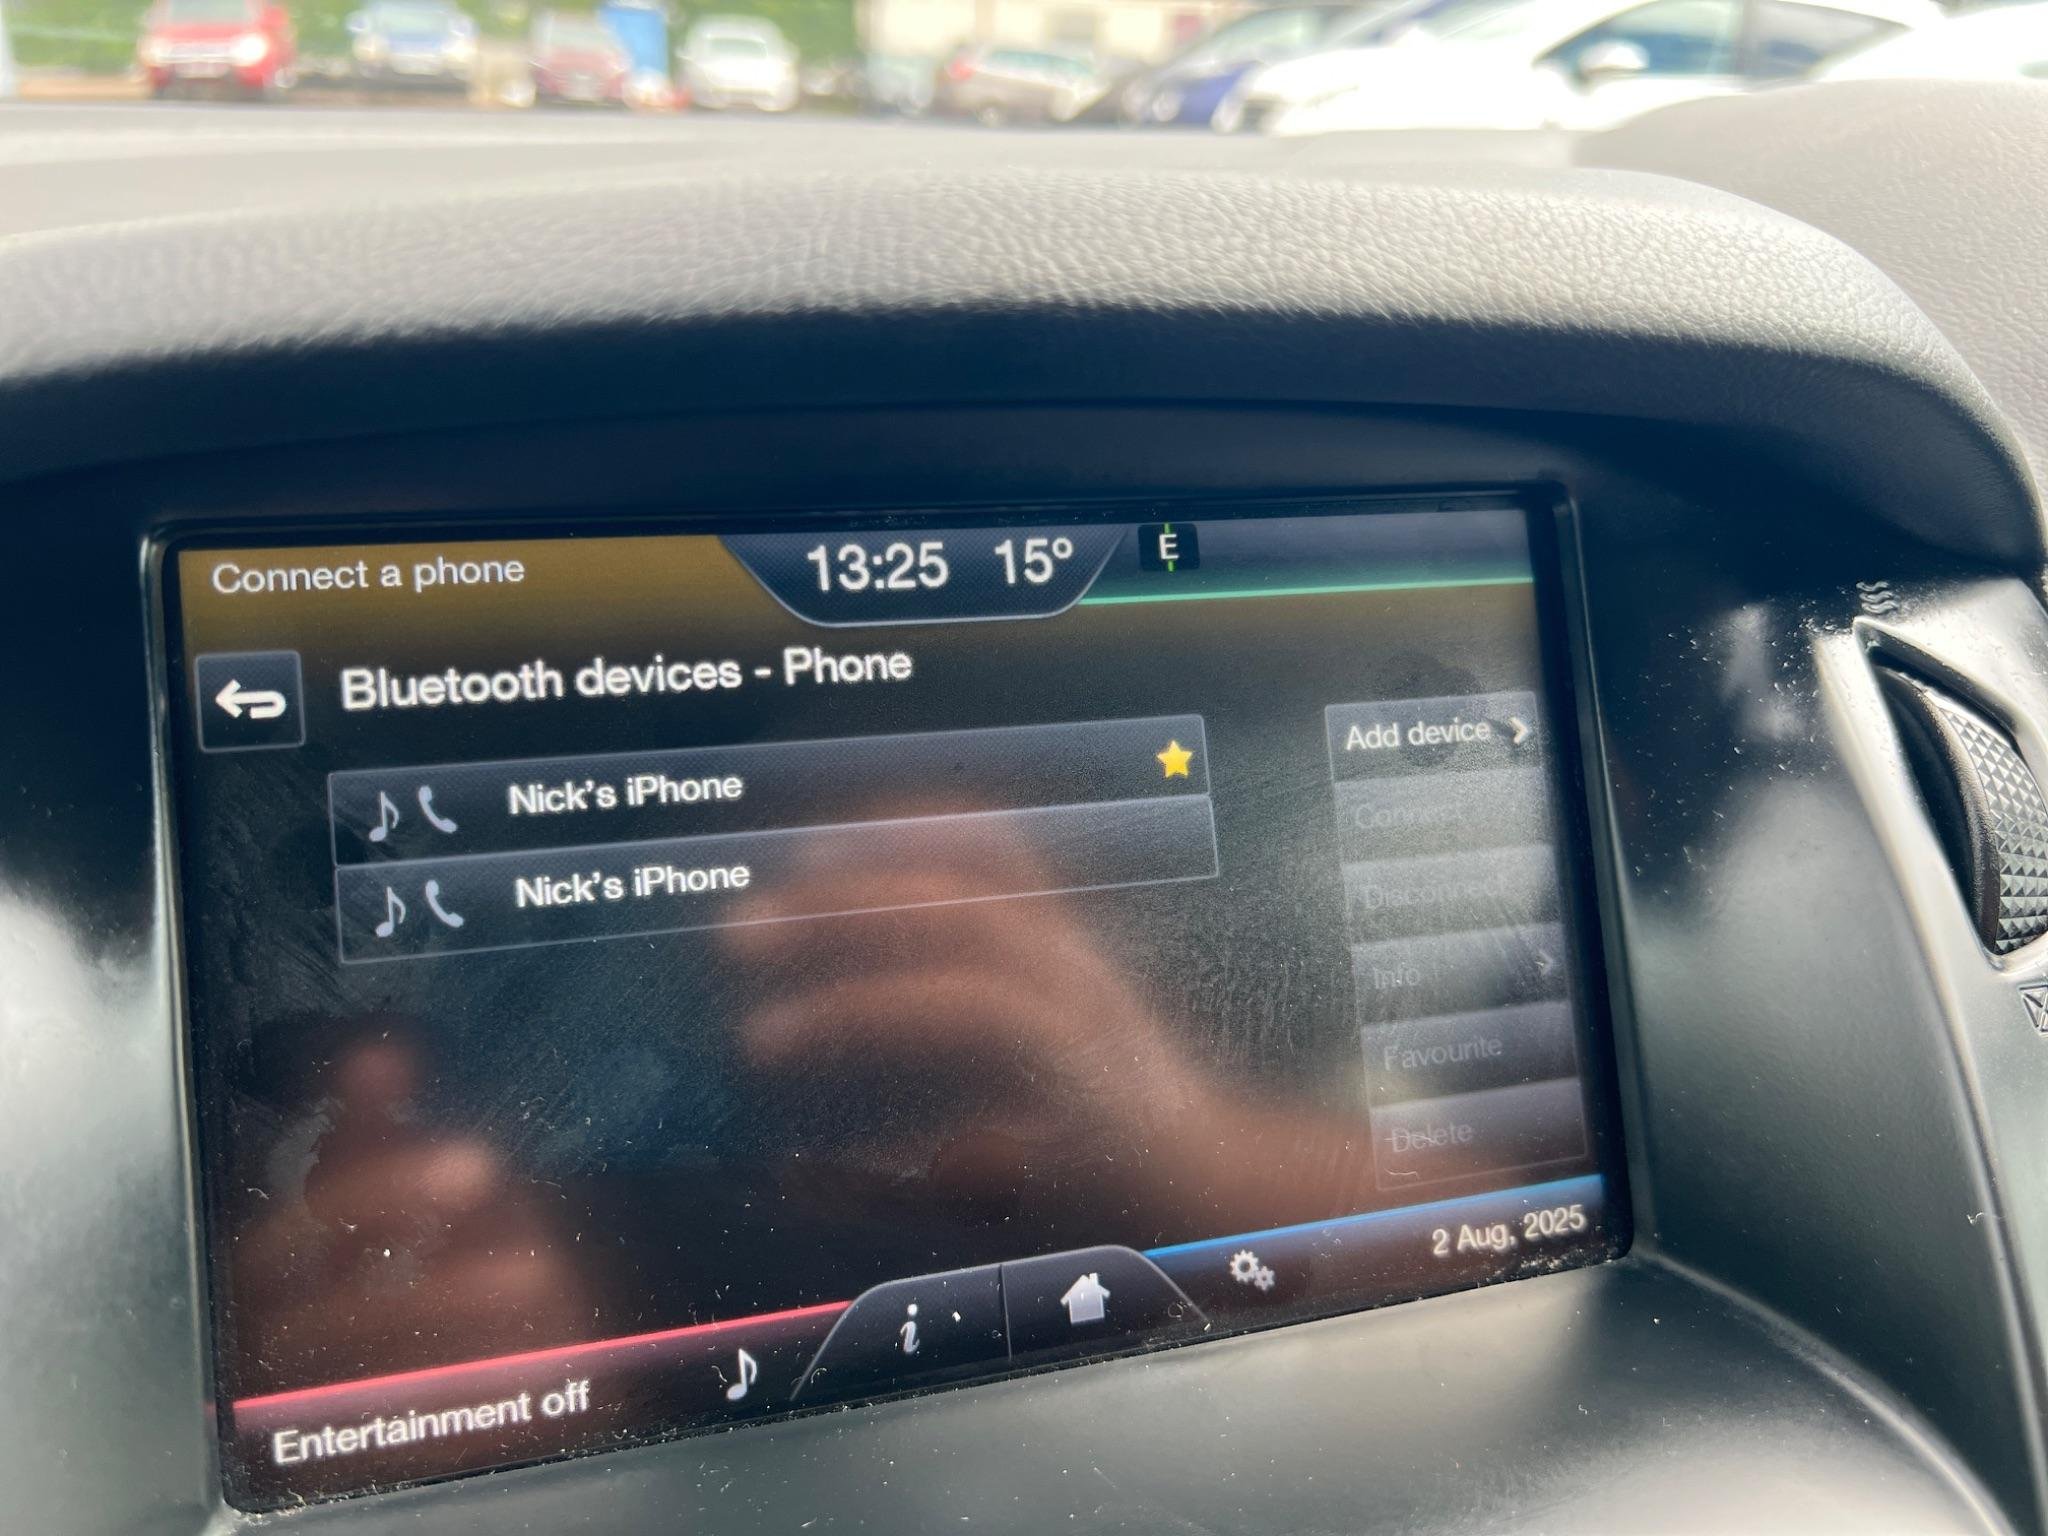 Connect a phone
13:25 15° E
Bluetooth devices - Phone
Nick's iPhone
Nick's iPhone
Add device
Connect
Disconnect
Info
Favourite
Delete
2 Aug, 2025
i
Entertainment off